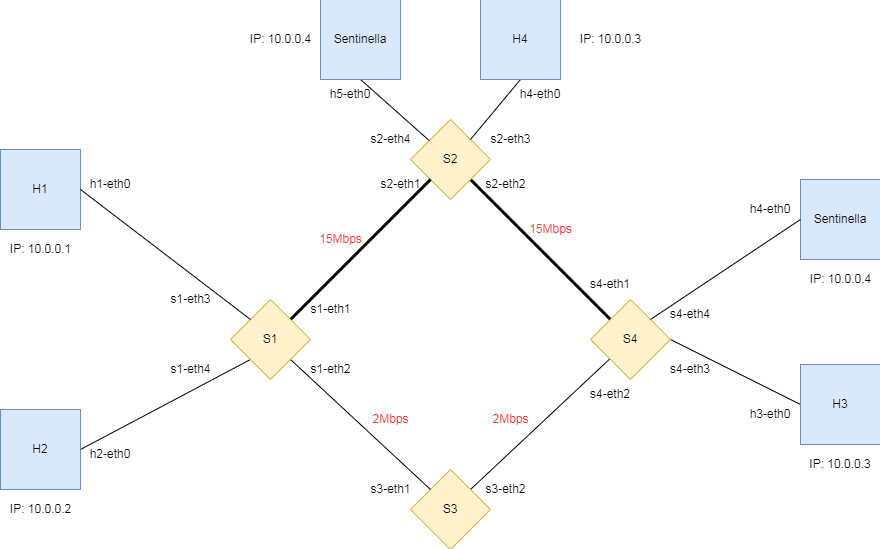 IP: 10.0.0.4
Sentinella
H4
IP: 10.0.0.3
h5-eth0
h4-eth0
s2-eth4
s2-eth3
S2
s2-eth1
s2-eth2
H1
h1-eth0
IP: 10.0.0.1
15Mbps
15Mbps
h4-eth0
Sentinella
IP: 10.0.0.4
s1-eth3
s1-eth1
s4-eth1
s4-eth4
S1
S4
s1-eth4
s1-eth2
s4-eth3
s4-eth2
2Mbps
2Mbps
H3
h3-eth0
IP: 10.0.0.3
H2
h2-eth0
IP: 10.0.0.2
s3-eth1
s3-eth2
S3